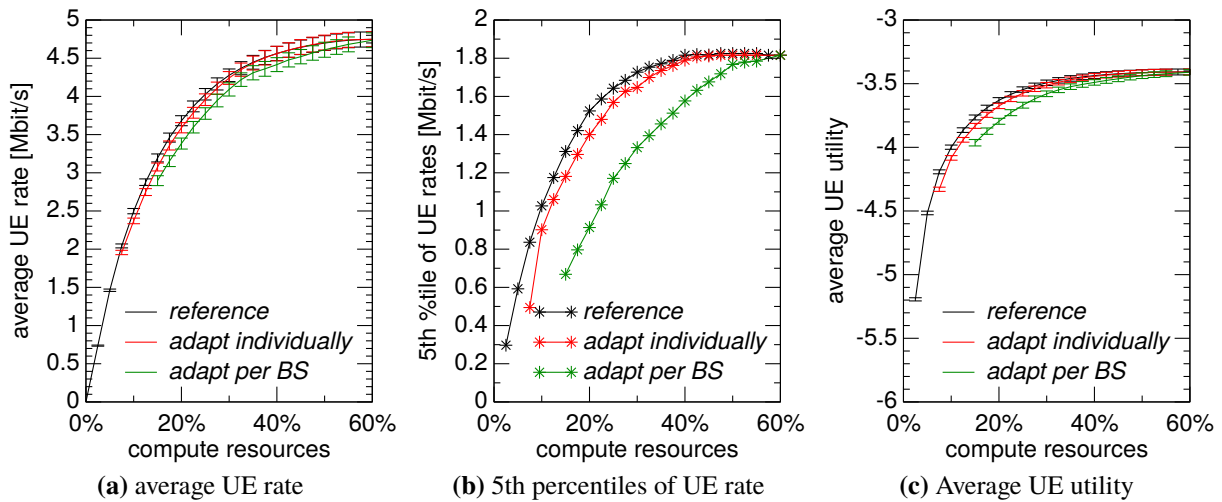 average UE rate [Mbit/s]
5
4.5
4
3.5
3
2.5
2
1.5
1
0.5
0
reference
adapt individually
adapt per BS
0% 20% 40% 60%
compute resources
(a) average UE rate
5th %tile of UE rates [Mbit/s]
2
1.8
1.6
1.4
1.2
1
0.8
0.6
0.4
0.2
0
reference
adapt individually
adapt per BS
0% 20% 40% 60%
compute resources
(b) 5th percentiles of UE rate
average UE utility
-3
-3.5
-4
-4.5
-5
-5.5
-6
reference
adapt individually
adapt per BS
0% 20% 40% 60%
compute resources
(c) Average UE utility